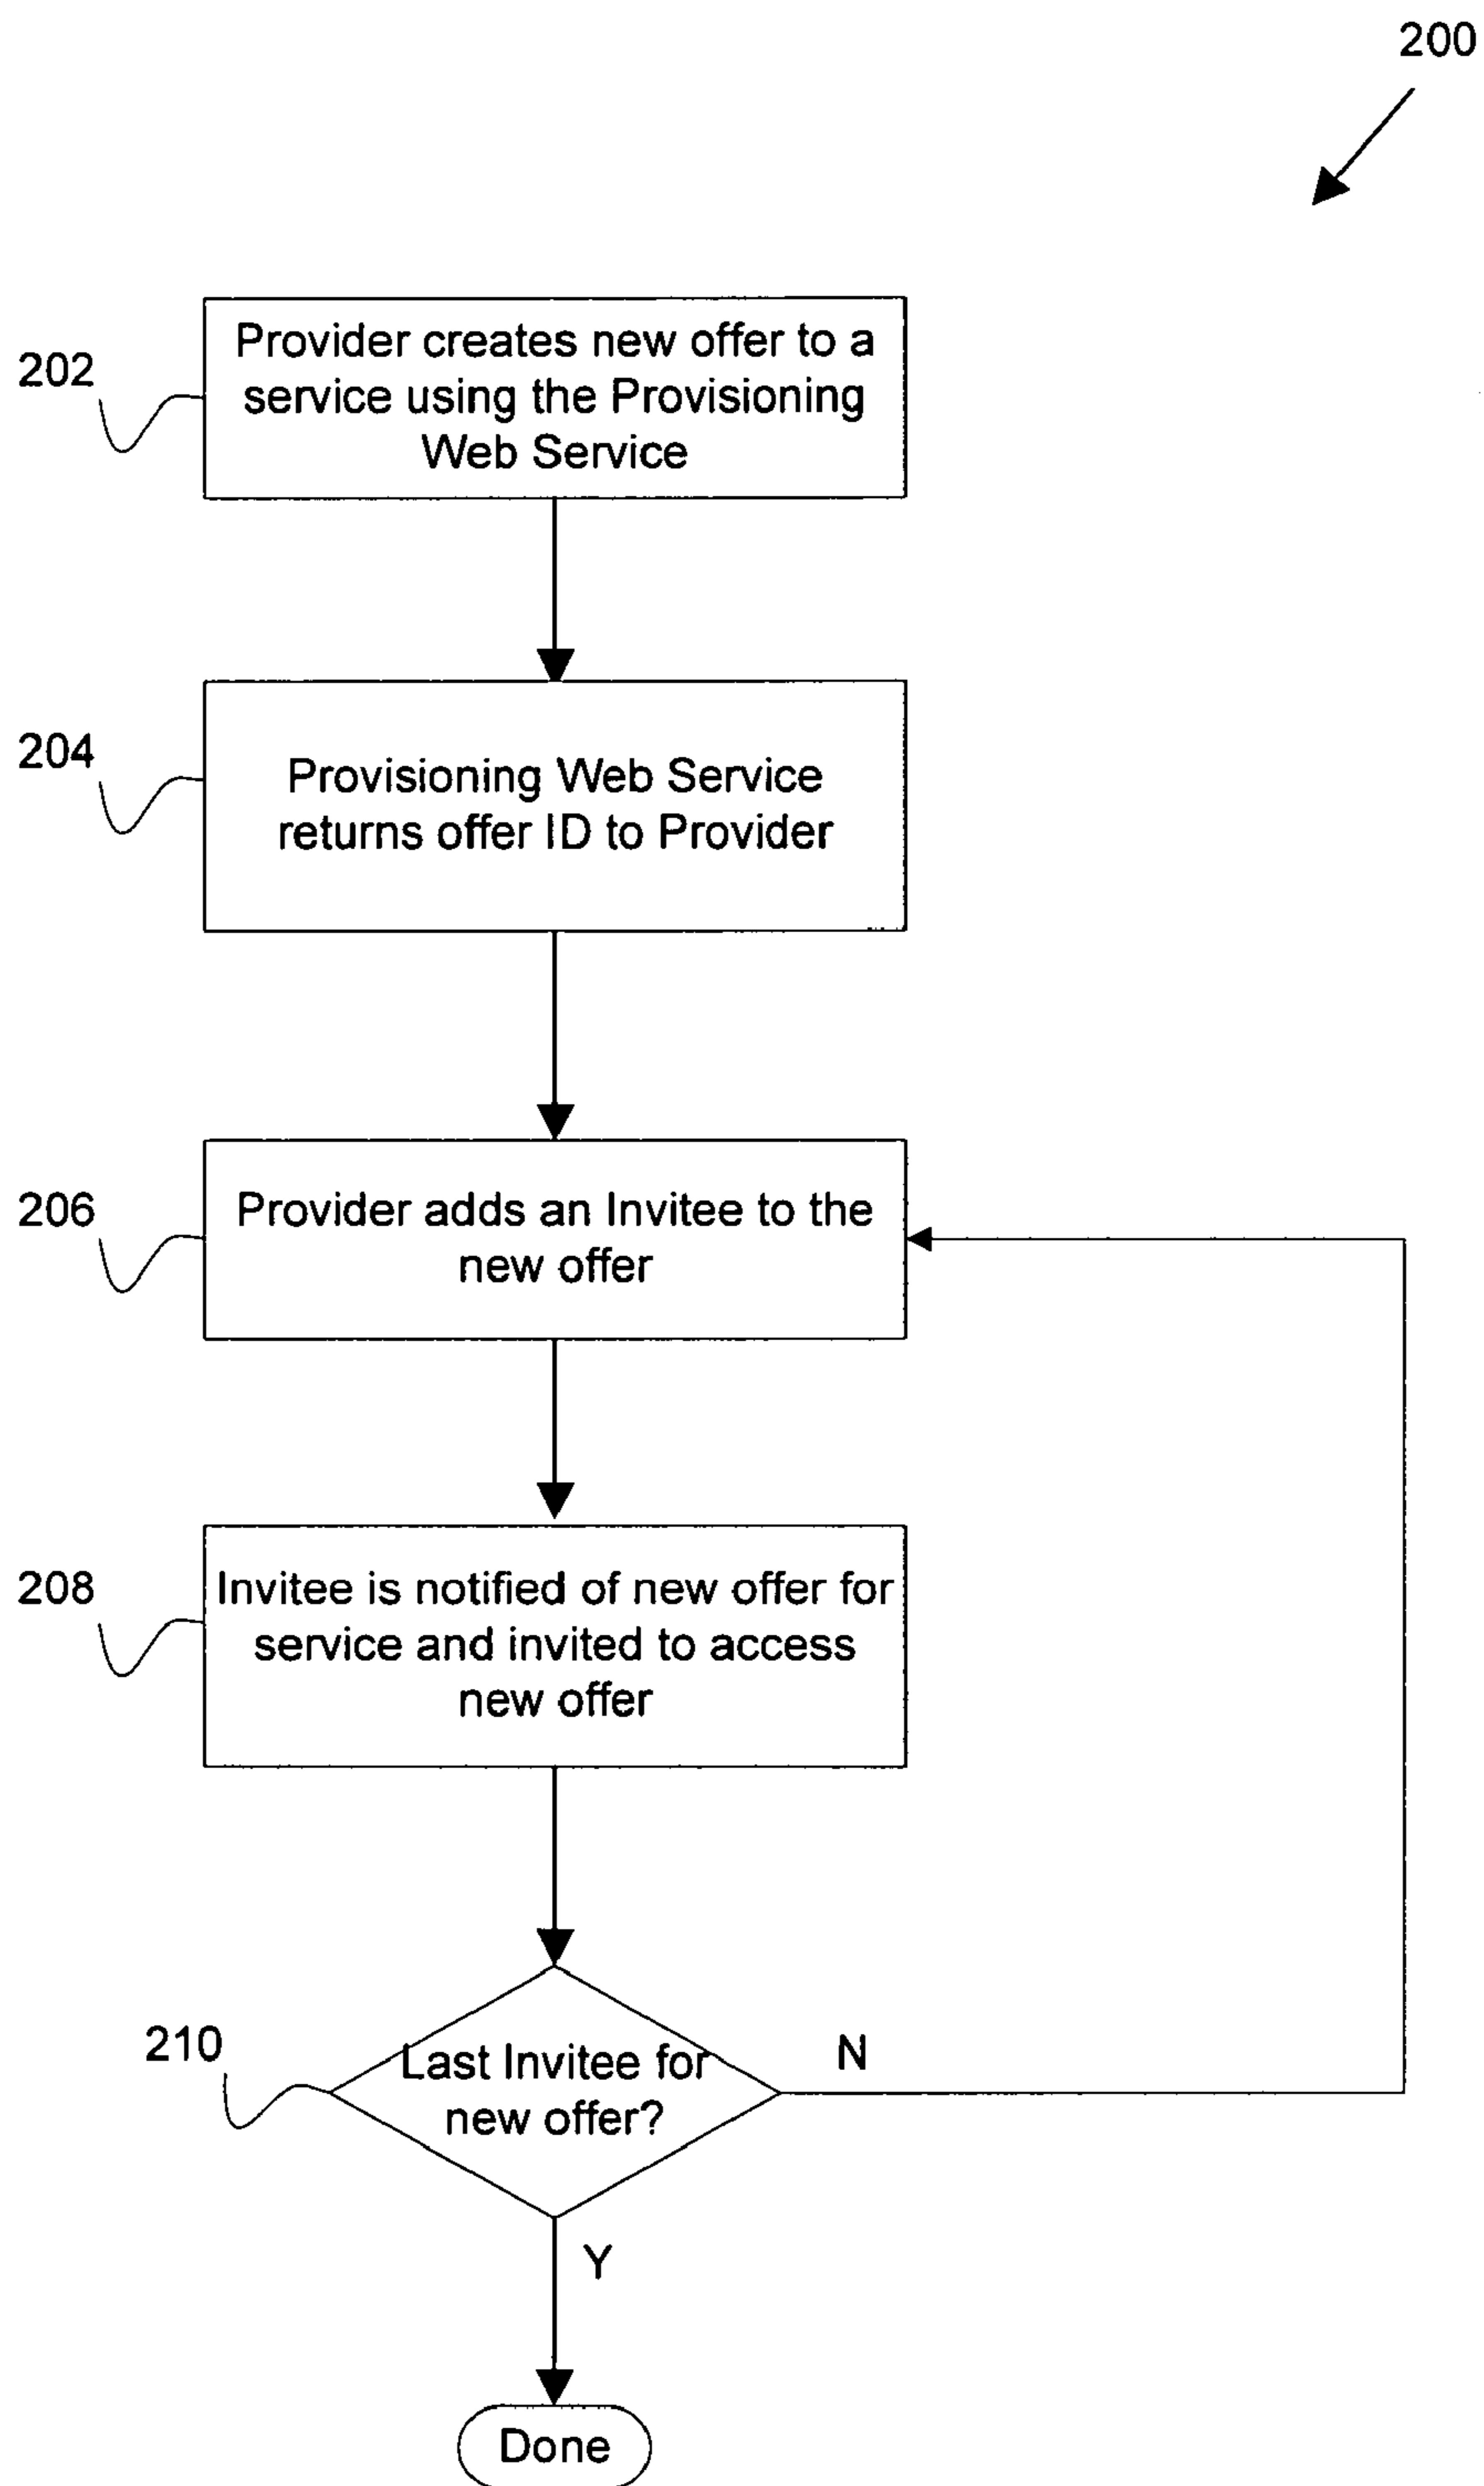 200
202
Provider creates new offer to a
service using the Provisioning
Web Service
204
Provisioning Web Service
returns offer ID to Provider
206
Provider adds an Invitee to the
new offer
208
Invitee is notified of new offer for
service and invited to access
new offer
210
Last Invitee for
new offer?
N
Y
Done